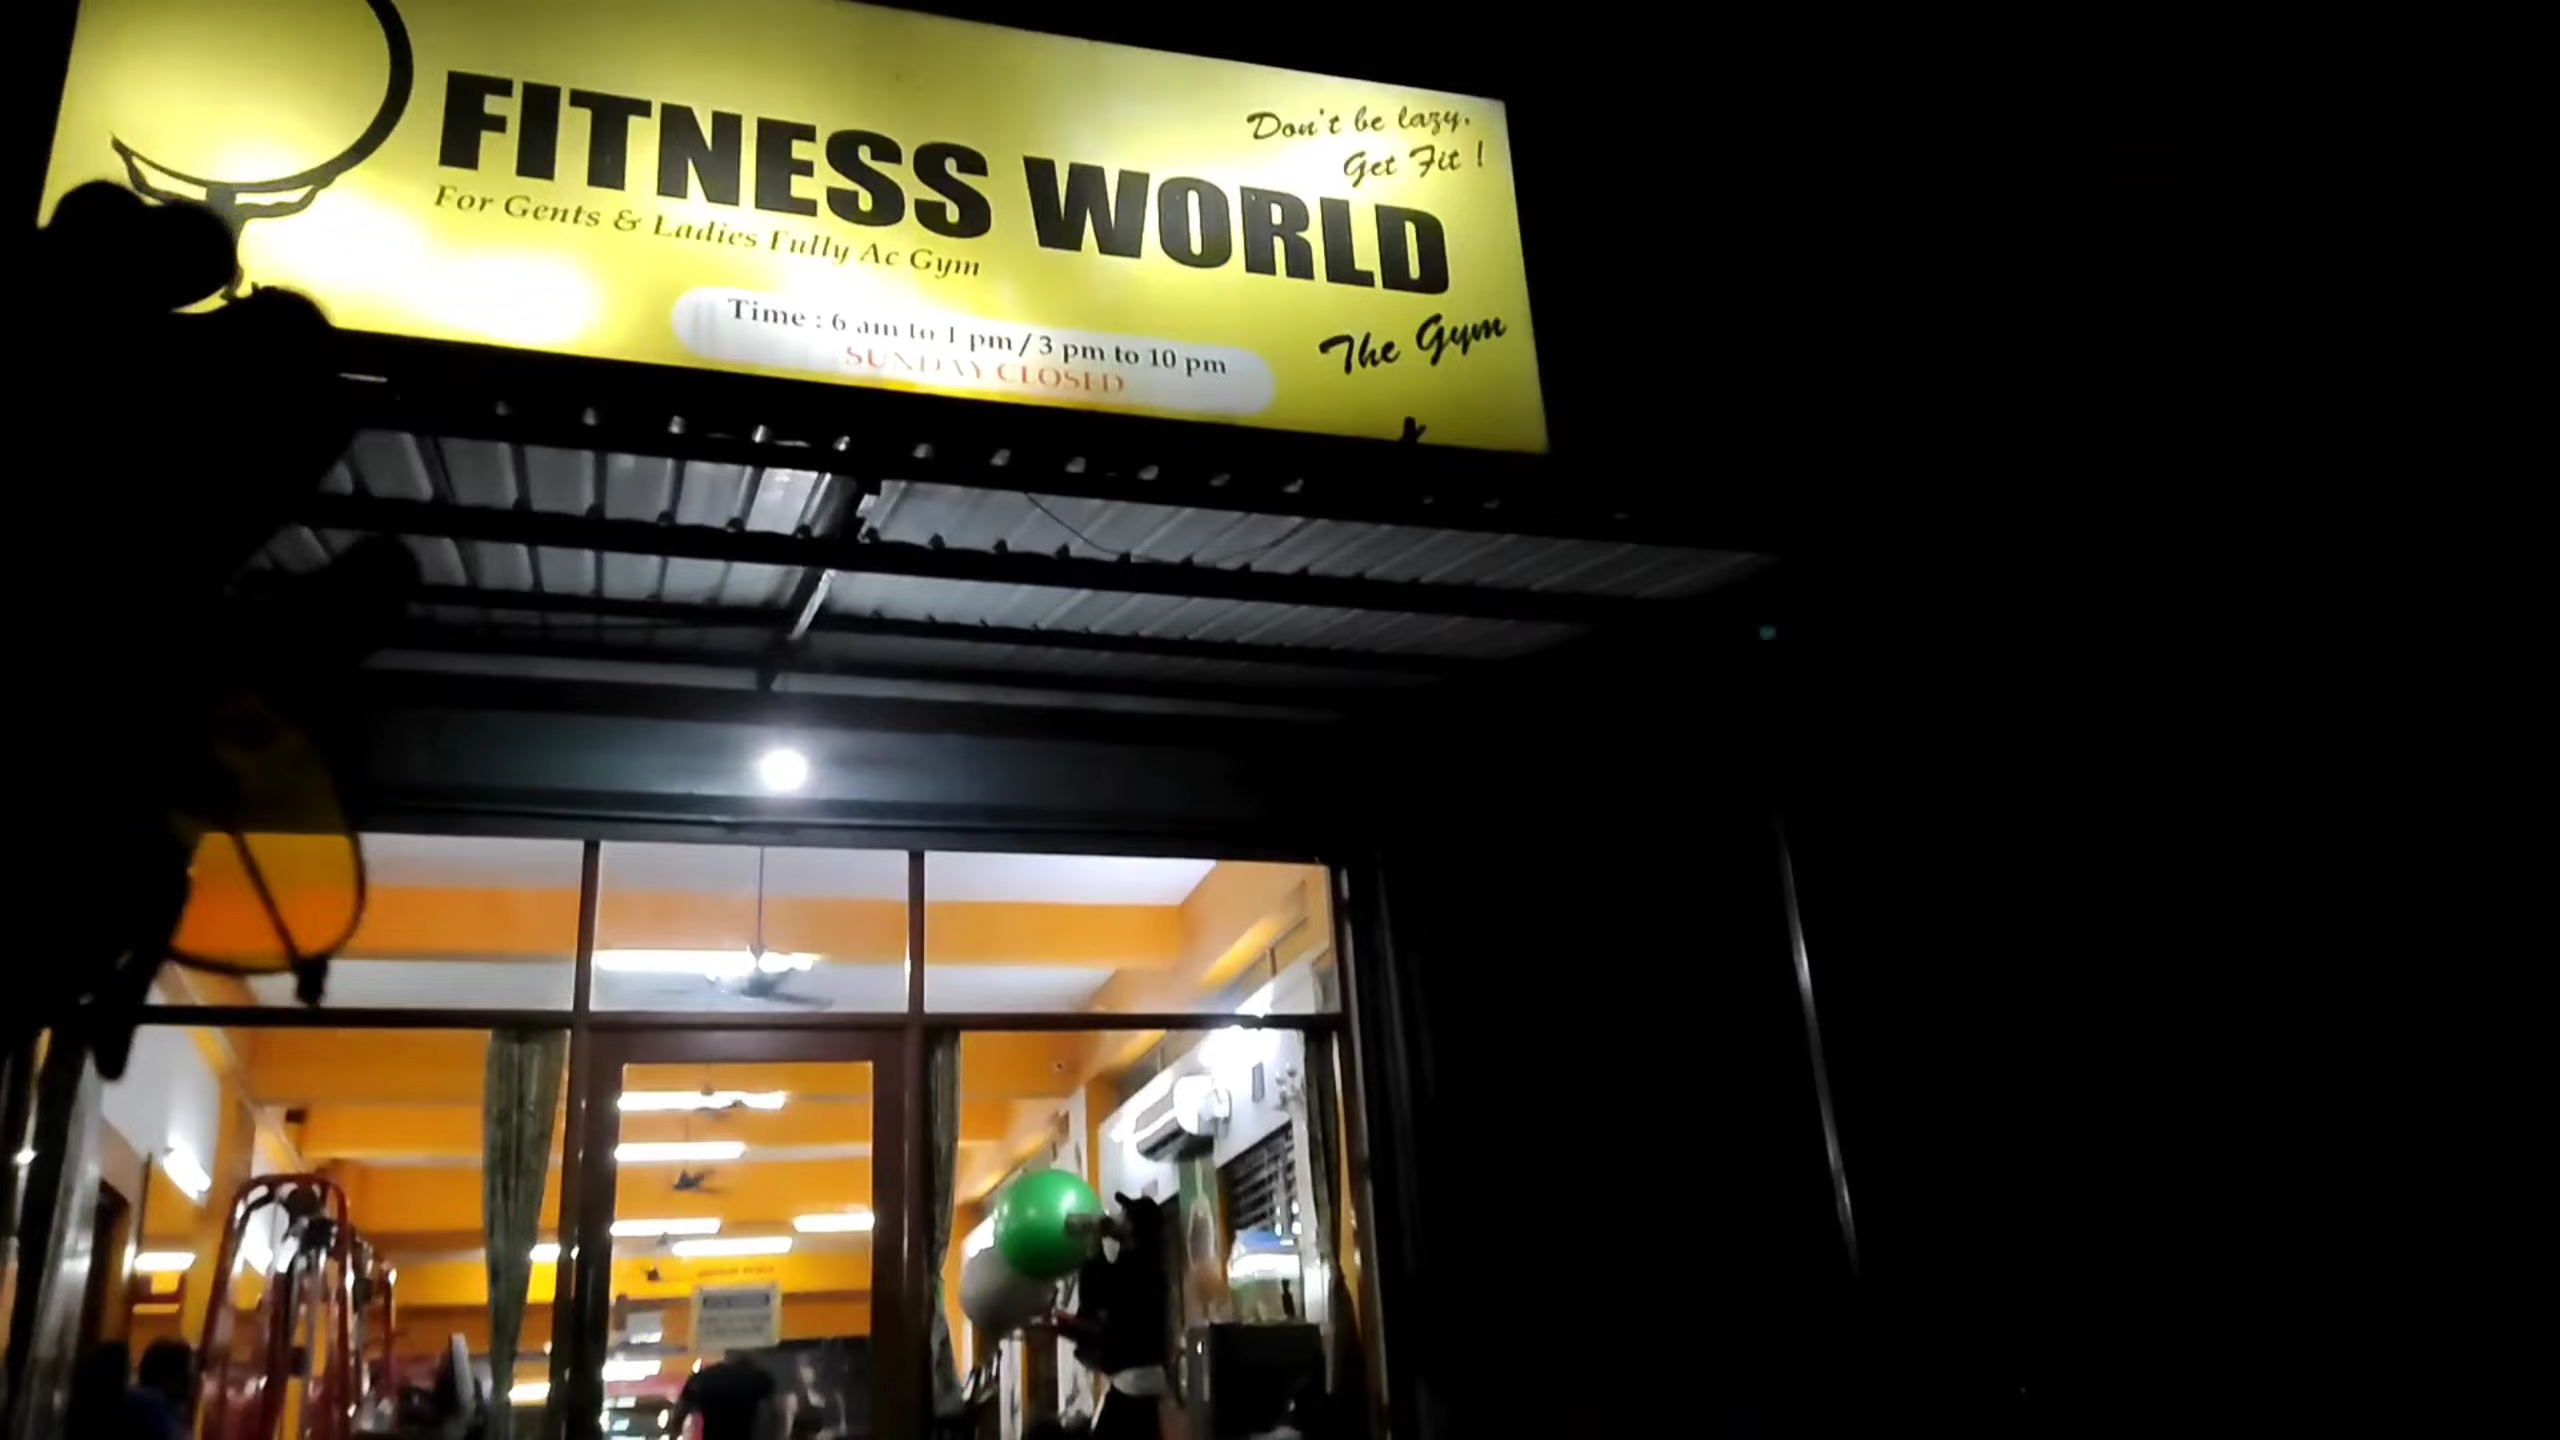 Don't be lazy.
Get Fit !
FITNESS WORLD
For Gents & Ladies Fully Ac Gym
Time : 6 am to 1 pm / 3 pm to 10 pm
SUNDAY CLOSED
The Gym